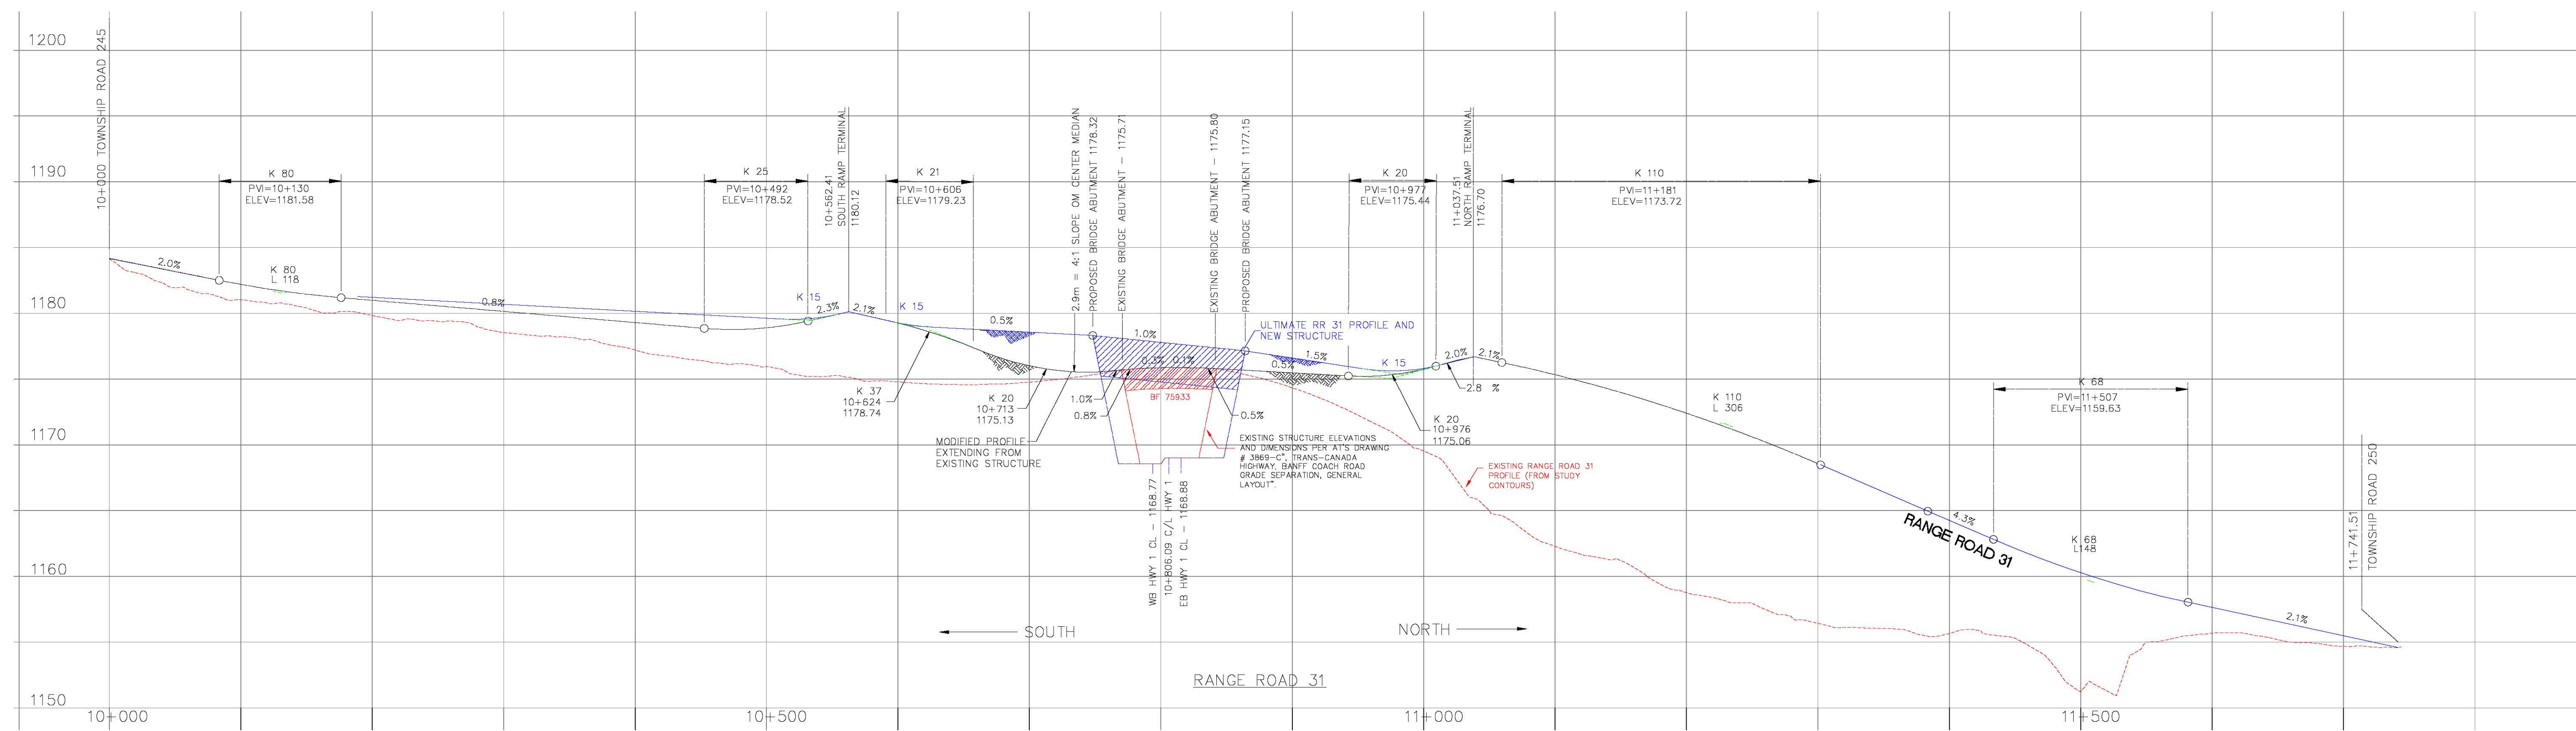 1200
1190
1180
1170
1160
1150
10+000
10+500
11+000
11+500
10+000 TOWNSHIP ROAD 245
K 80
PVI=10+130
ELEV=1181.58
2.0%
K 80
L 118
0.8%
K 25
PVI=10+492
ELEV=1178.52
K 15
2.3%
10+562.41
SOUTH RAMP TERMINAL
1180.12
2.1%
K 21
PVI=10+606
ELEV=1179.23
K 15
0.5%
K 37
10+624
1178.74
K 20
10+713
1175.13
MODIFIED PROFILE
EXTENDING FROM
EXISTING STRUCTURE
2.9m = 4:1 SLOPE OM CENTER MEDIAN
PROPOSED BRIDGE ABUTMENT 1178.32
EXISTING BRIDGE ABUTMENT - 1175.71
EXISTING BRIDGE ABUTMENT - 1175.80
PROPOSED BRIDGE ABUTMENT 1177.15
1.0%
0.3%
0.1%
1.0%
0.8%
BF 75933
0.5%
ULTIMATE RR 31 PROFILE AND
NEW STRUCTURE
EXISTING STRUCTURE ELEVATIONS
AND DIMENSIONS PER AT'S DRAWING
# 3869-C", TRANS-CANADA
HIGHWAY, BANFF COACH ROAD
GRADE SEPARATION, GENERAL
LAYOUT".
WB HWY 1 CL - 1168.77
10+806.09 C/L HWY 1
EB HWY 1 CL - 1168.88
1.5%
0.5%
K 20
PVI=10+977
ELEV=1175.44
K 15
K 20
10+976
1175.06
2.0%
2.8 %
11+037.51
NORTH RAMP TERMINAL
1176.70
2.1%
K 110
PVI=11+181
ELEV=1173.72
EXISTING RANGE ROAD 31
PROFILE (FROM STUDY
CONTOURS)
K 110
L 306
4.3%
RANGE ROAD 31
K 68
PVI=11+507
ELEV=1159.63
K 68
L148
2.1%
11+741.51
TOWNSHIP ROAD 250
SOUTH
NORTH
RANGE ROAD 31